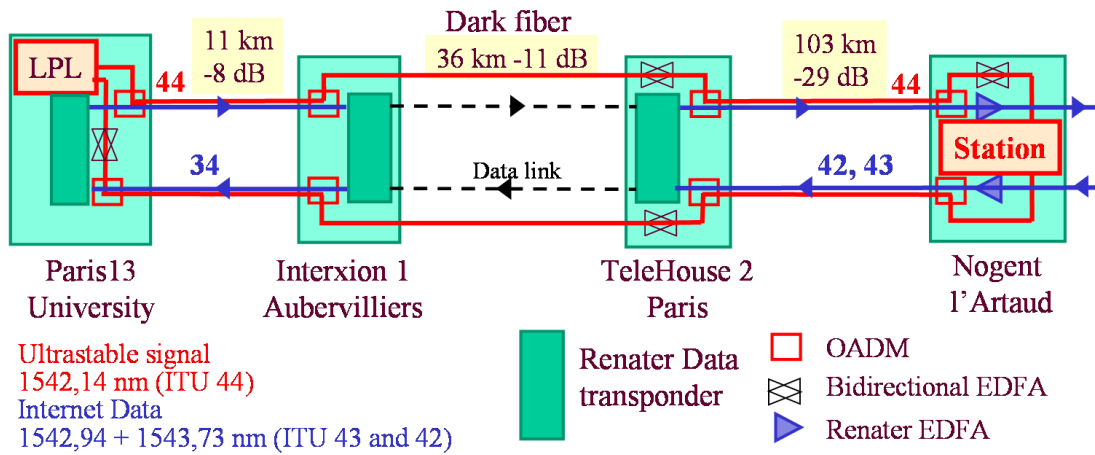 Dark fiber
11 km
-8 dB
36 km -11 dB
103 km
-29 dB
LPL
44
44
34
Data link
42, 43
Station
Paris13
University
Interxion 1
Aubervilliers
TeleHouse 2
Paris
Nogent
l’Artaud
Ultrastable signal
1542,14 nm (ITU 44)
Internet Data
1542,94 + 1543,73 nm (ITU 43 and 42)
Renater Data
transponder
OADM
Bidirectional EDFA
Renater EDFA